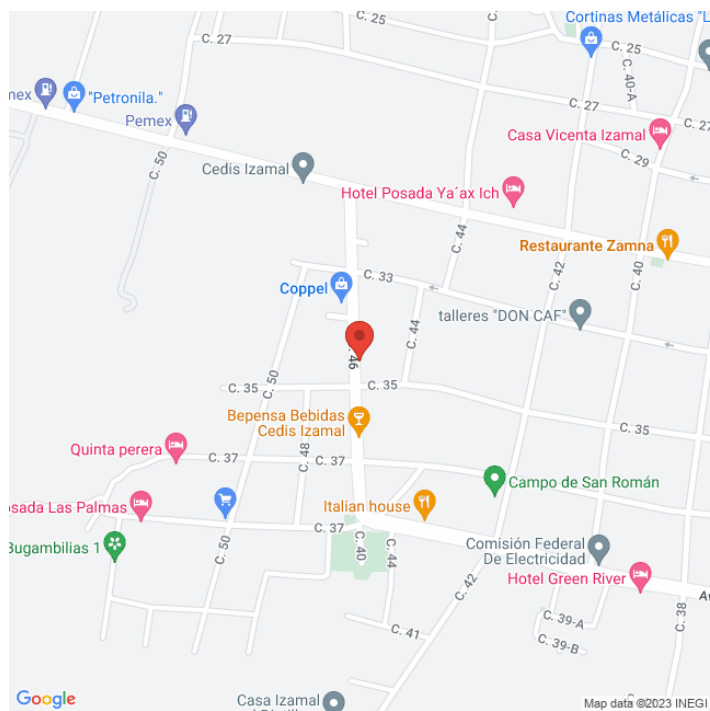 Cortinas Metálicas "L
C. 25
C. 27
C. 25
C. 40-A
mex
"Petronila."
Pemex
C. 27
C. 27
Casa Vicenta Izamal
C. 29
C. 50
Cedis Izamal
Hotel Posada Ya´ax Ich
C. 44
C. 42
C. 40
Restaurante Zamna
C. 33
Coppel
talleres "DON CAF"
C. 44
C. 46
C. 50
C. 35
C. 35
C. 35
Bepensa Bebidas
Cedis Izamal
Quinta perera
C. 48
C. 37
C. 37
Campo de San Román
Posada Las Palmas
Italian house
C. 37
Bugambilias 1
C. 50
C. 40
C. 44
C. 42
Comisión Federal
De Electricidad
Hotel Green River
Av
C. 38
C. 39-A
C. 39-B
C. 41
Casa Izamal
Google
Map data ©2023 INEGI